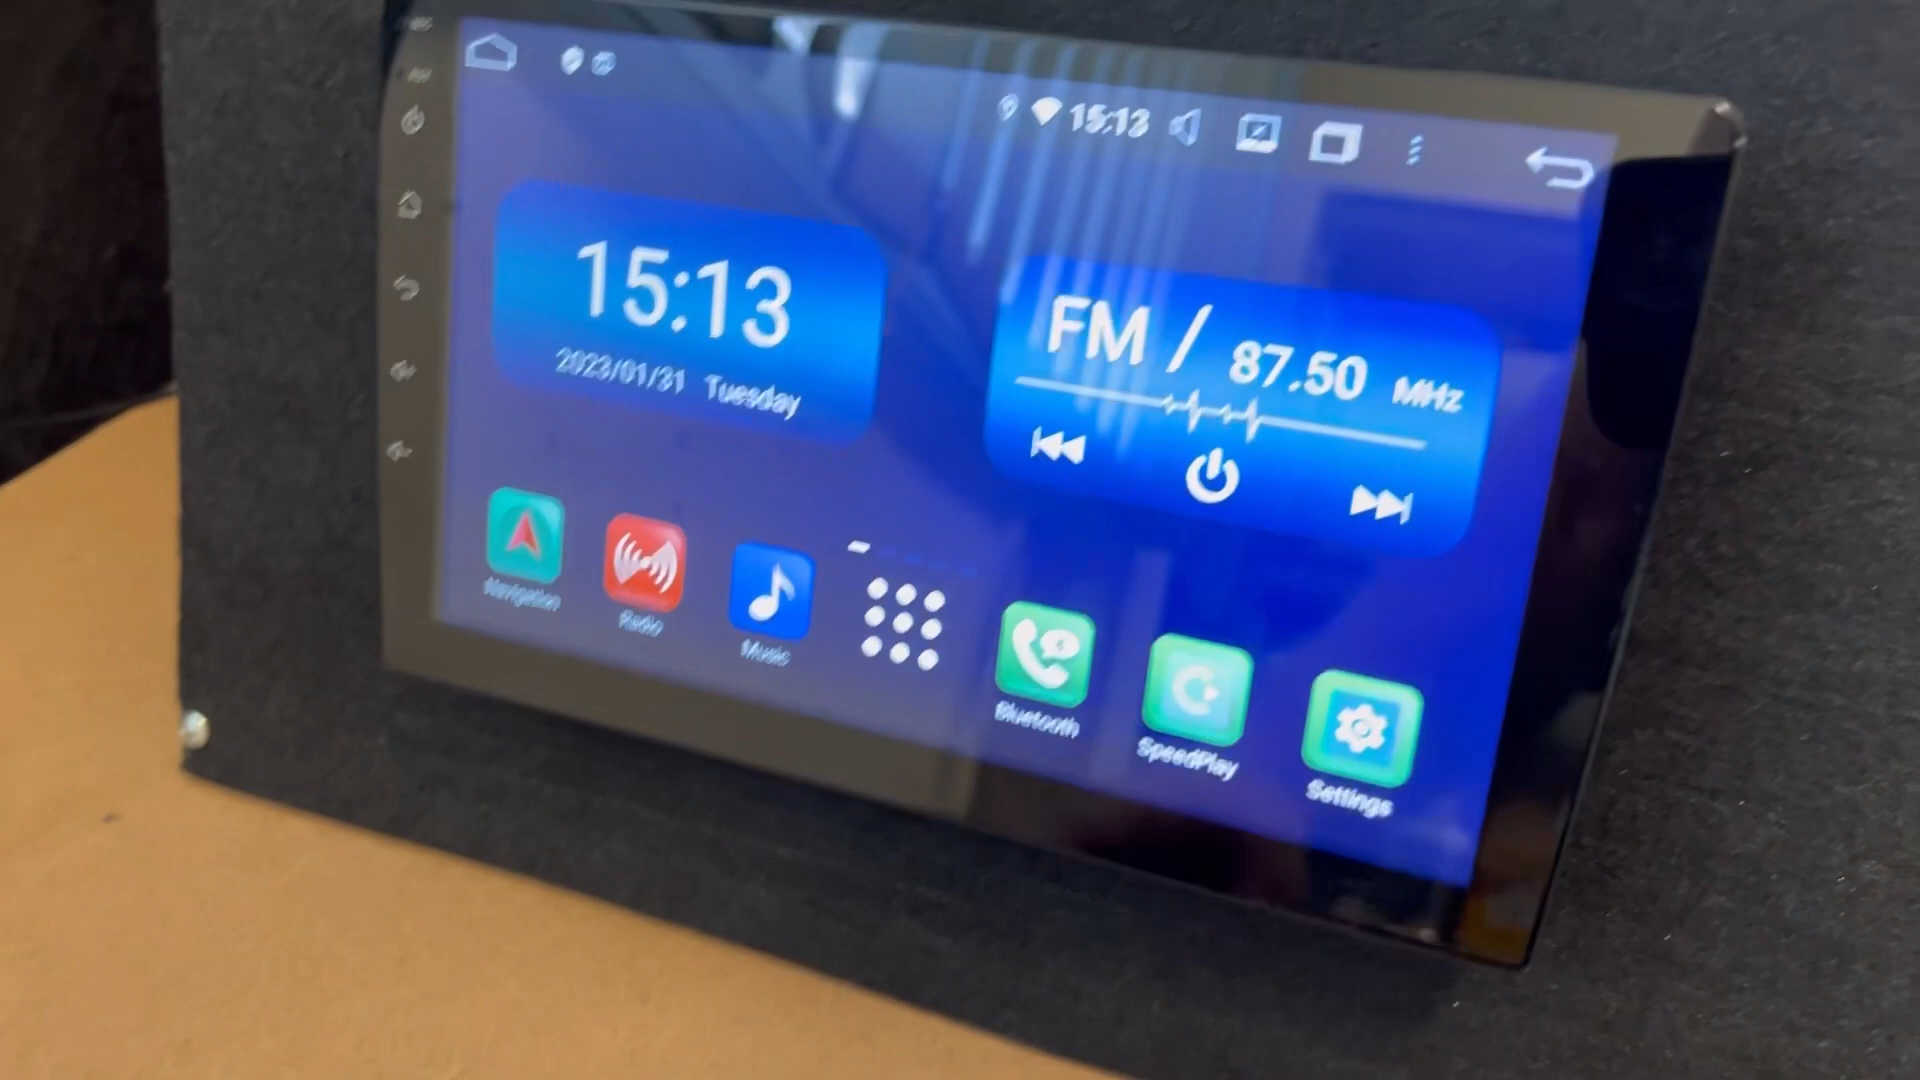 15:13
15:13
2023/01/31 Tuesday
FM / 87.50 MHz
Navigation
Radio
Music
Bluetooth
SpeedPlay
Settings